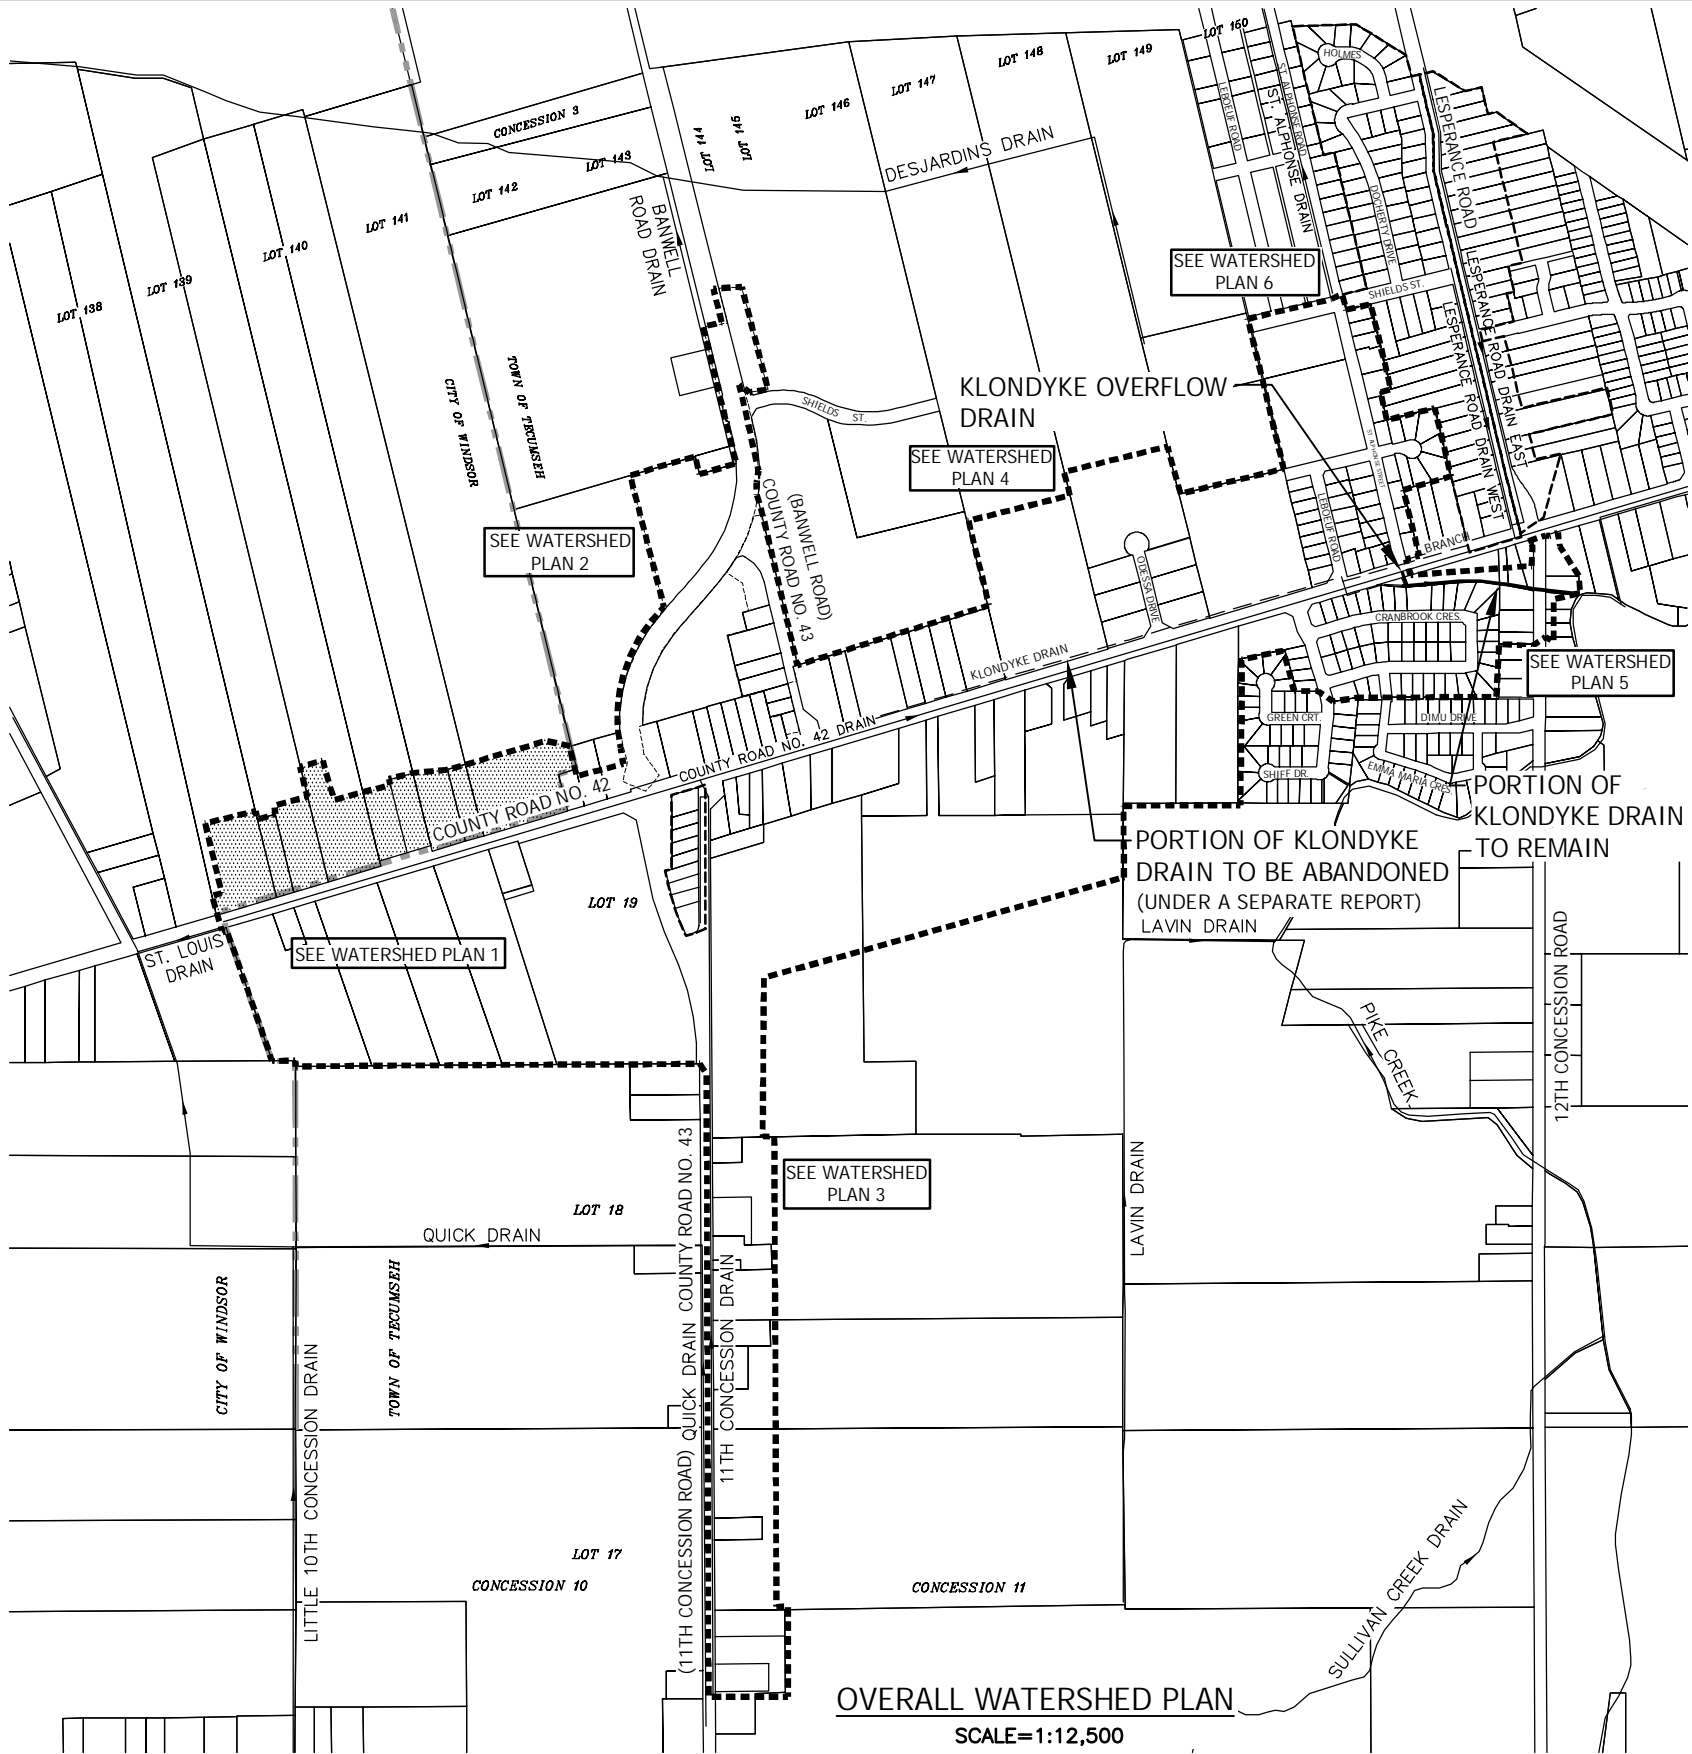 LOT 150
LOT 149
LOT 148
LOT 147
LOT 146
LOT 145
LOT 144
CONCESSION 3
LOT 143
LOT 142
LOT 141
LOT 140
LOT 139
LOT 138
HOLMES
LEBOEUF ROAD
ST. ALPHONSE ROAD
ST. ALPHONSE DRAIN
DOCHERTY DRIVE
LESPERANCE ROAD
LESPERANCE ROAD DRAIN EAST
LESPERANCE ROAD DRAIN WEST
DESJARDINS DRAIN
BANWELL
ROAD DRAIN
SEE WATERSHED
PLAN 6
SHIELDS ST.
CITY OF WINDSOR
TOWN OF TECUMSEH
SHIELDS ST.
KLONDYKE OVERFLOW
DRAIN
SEE WATERSHED
PLAN 4
ST. ALPHONSE STREET
LEBOEUF ROAD
BRANCH
SEE WATERSHED
PLAN 2
(BANWELL ROAD)
COUNTY ROAD NO. 43
ODESSA DRIVE
CRANBROOK CRES.
KLONDYKE DRAIN
SEE WATERSHED
PLAN 5
GREEN CRT.
DIMU DRIVE
COUNTY ROAD NO. 42 DRAIN
SHIFF DR.
EMMA MARIA CRES.
COUNTY ROAD NO. 42
PORTION OF
KLONDYKE DRAIN
TO REMAIN
PORTION OF KLONDYKE
DRAIN TO BE ABANDONED
(UNDER A SEPARATE REPORT)
LAVIN DRAIN
LOT 19
ST. LOUIS
DRAIN
SEE WATERSHED PLAN 1
PIKE CREEK
12TH CONCESSION ROAD
SEE WATERSHED
PLAN 3
LAVIN DRAIN
LOT 18
QUICK DRAIN
CITY OF WINDSOR
TOWN OF TECUMSEH
LITTLE 10TH CONCESSION DRAIN
(11TH CONCESSION ROAD) QUICK DRAIN COUNTY ROAD NO. 43
11TH CONCESSION DRAIN
LOT 17
CONCESSION 10
CONCESSION 11
SULLIVAN CREEK DRAIN
OVERALL WATERSHED PLAN
SCALE=1:12,500